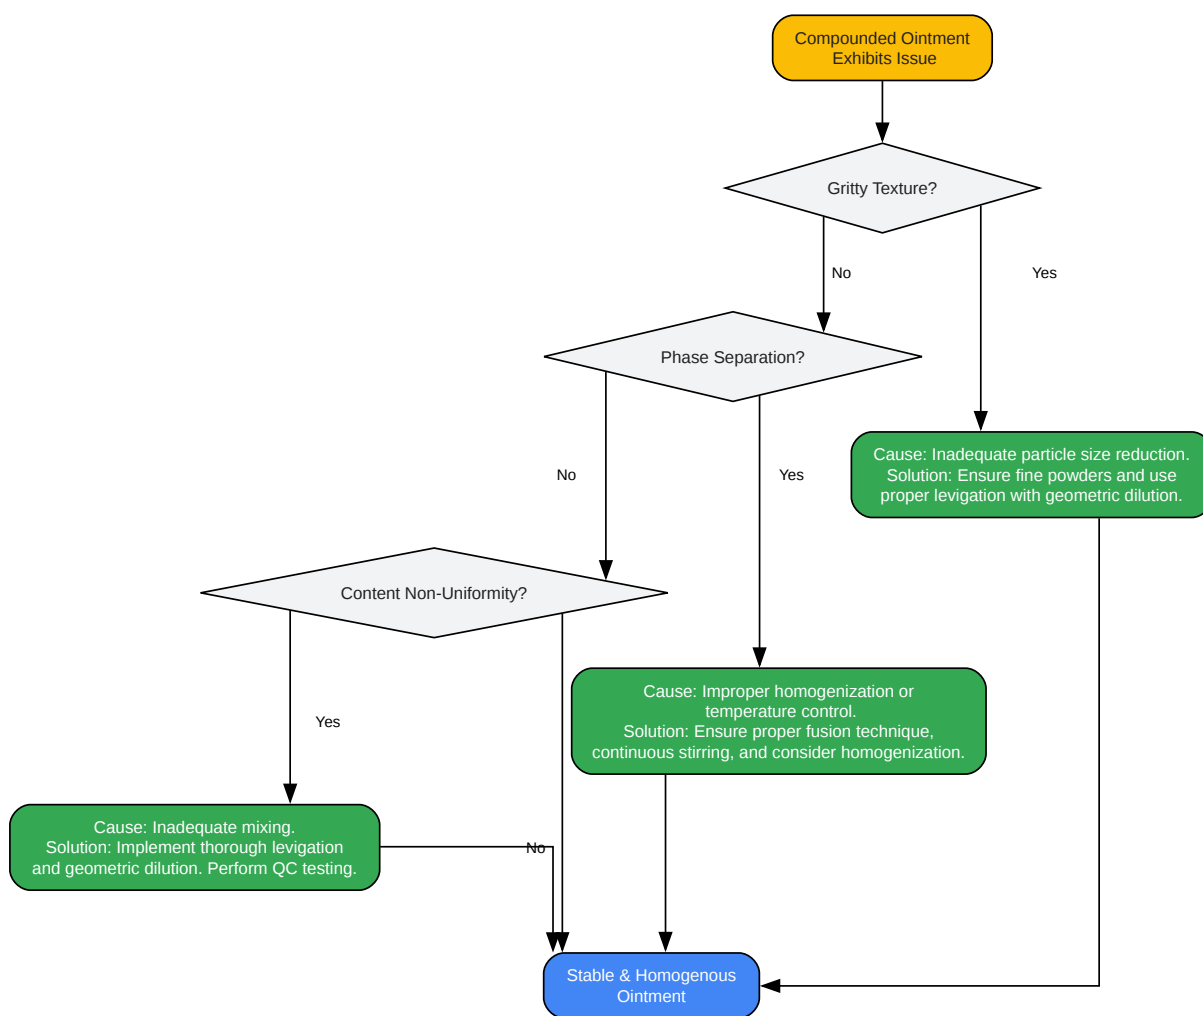 Compounded Ointment
Exhibits Issue
Gritty Texture?
No
Yes
Phase Separation?
No
Yes
Cause: Inadequate particle size reduction.
Solution: Ensure fine powders and use
proper levigation with geometric dilution.
Content Non-Uniformity?
Yes
Cause: Improper homogenization or
temperature control.
Solution: Ensure proper fusion technique,
continuous stirring, and consider homogenization.
Cause: Inadequate mixing.
Solution: Implement thorough levigation
and geometric dilution. Perform QC testing.
No
Stable & Homogenous
Ointment